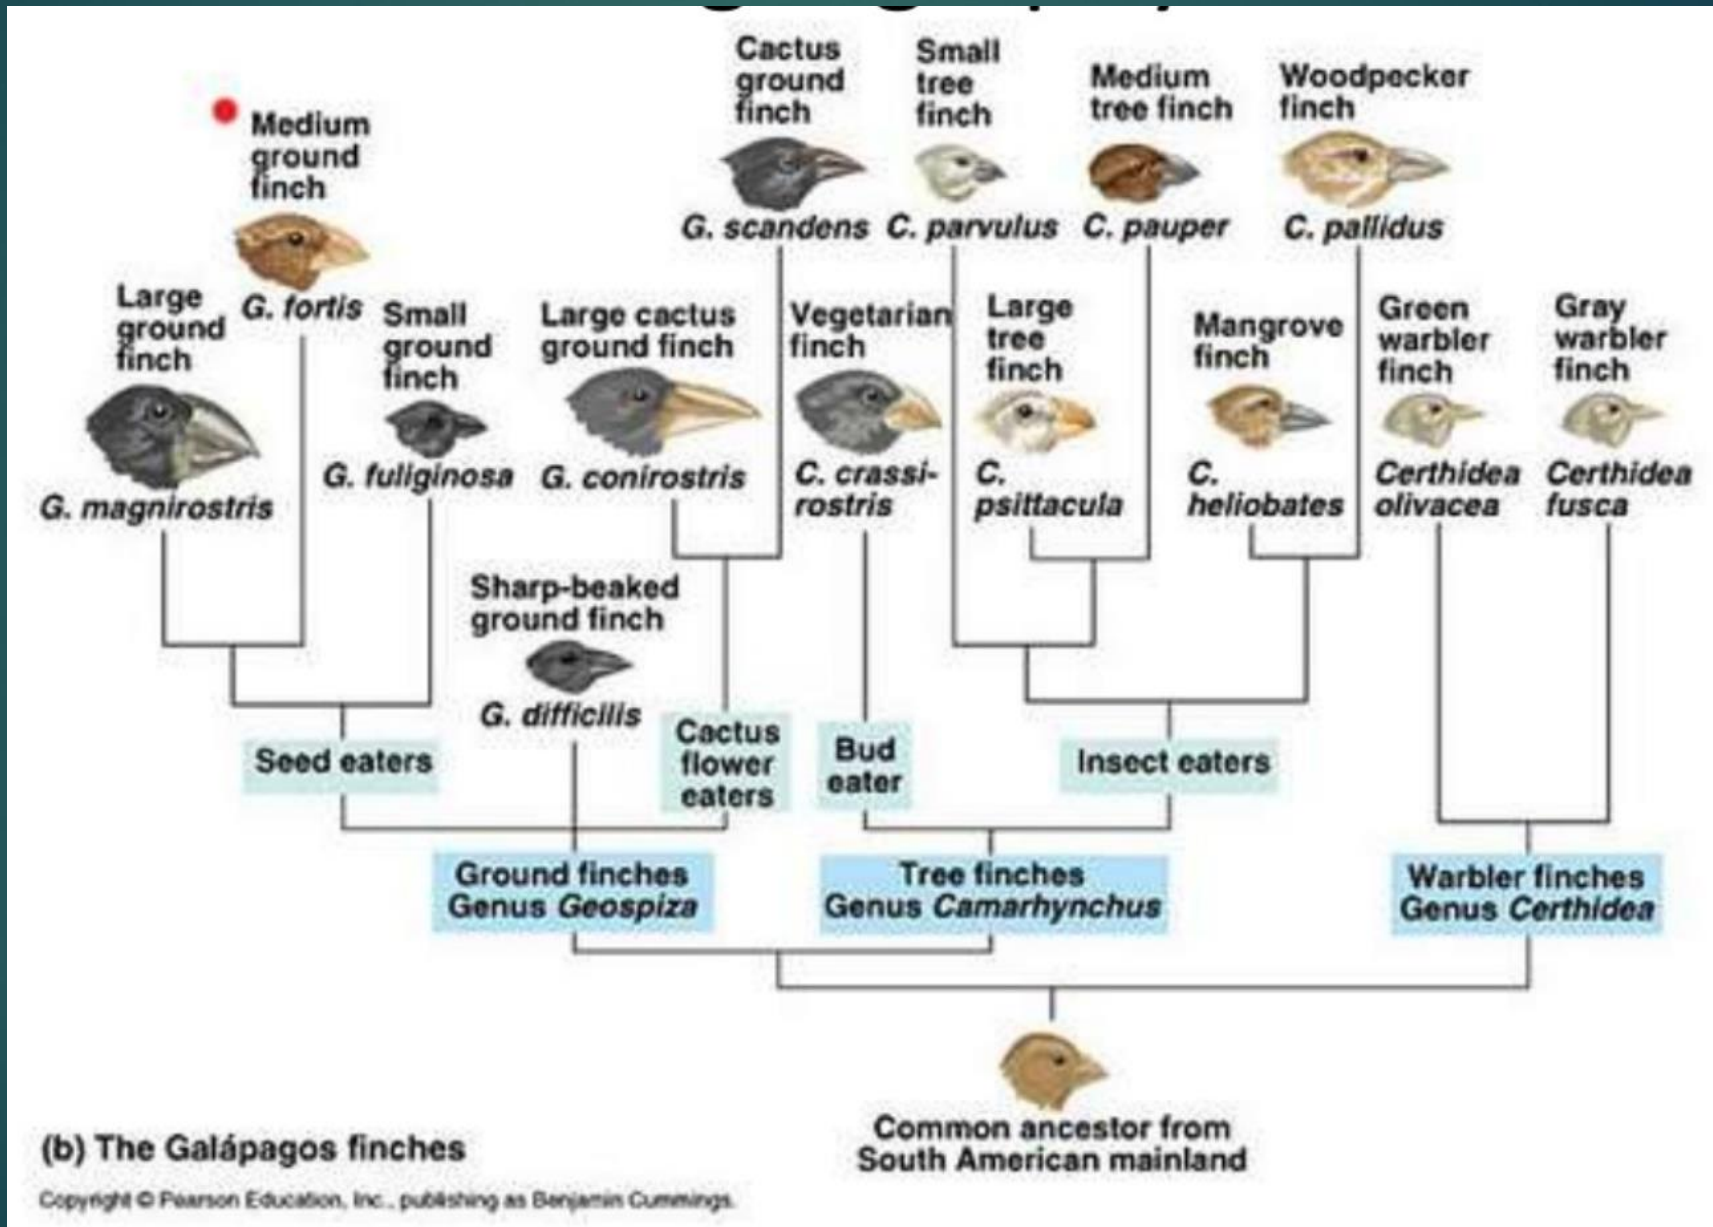 Cactus
ground
finch
Small
tree
finch
Medium
tree finch
Woodpecker
finch
Medium
ground
finch
G. scandens
C. parvulus
C. pauper
C. pallidus
Large
ground
finch
G. fortis
Small
ground
finch
Large cactus
ground finch
Vegetarian
finch
Large
tree
finch
Mangrove
finch
Green
warbler
finch
Gray
warbler
finch
G. magnirostris
G. fuliginosa
G. conirostris
C. crassi-
rostris
C.
psittacula
C.
heliobates
Certhidea
olivacea
Certhidea
fusca
Sharp-beaked
ground finch
G. difficilis
Seed eaters
Cactus
flower
eaters
Bud
eater
Insect eaters
Ground finches
Genus Geospiza
Tree finches
Genus Camarhynchus
Warbler finches
Genus Certhidea
Common ancestor from
South American mainland
(b) The Galápagos finches
Copyright © Pearson Education, Inc., publishing as Benjamin Cummings.